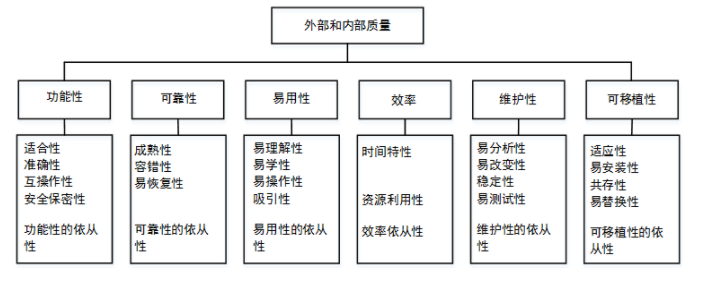 外部和内部质量
功能性
可靠性
易用性
效率
维护性
可移植性
适合性
准确性
互操作性
安全保密性
功能性的依从
性
成熟性
容错性
易恢复性
可靠性的依从
性
易理解性
易学性
易操作性
吸引性
易用性的依从
性
时间特性
资源利用性
效率依从性
易分析性
易改变性
稳定性
易测试性
维护性的依从
性
适应性
易安装性
共存性
易替换性
可移植性的依
从性